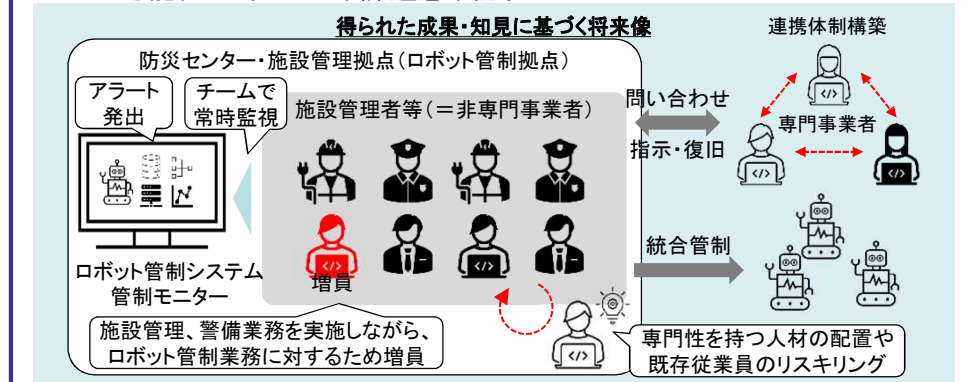 得られた成果・知見に基づく将来像
連携体制構築
防災センター・施設管理拠点（ロボット管制拠点）
アラート
発出
チームで
常時監視
施設管理者等（＝非専門事業者）
問い合わせ
指示・復旧
専門事業者
ロボット管制システム
管制モニター
増員
統合管制
施設管理、警備業務を実施しながら、
ロボット管制業務に対するため増員
専門性を持つ人材の配置や
既存従業員のリスキリング